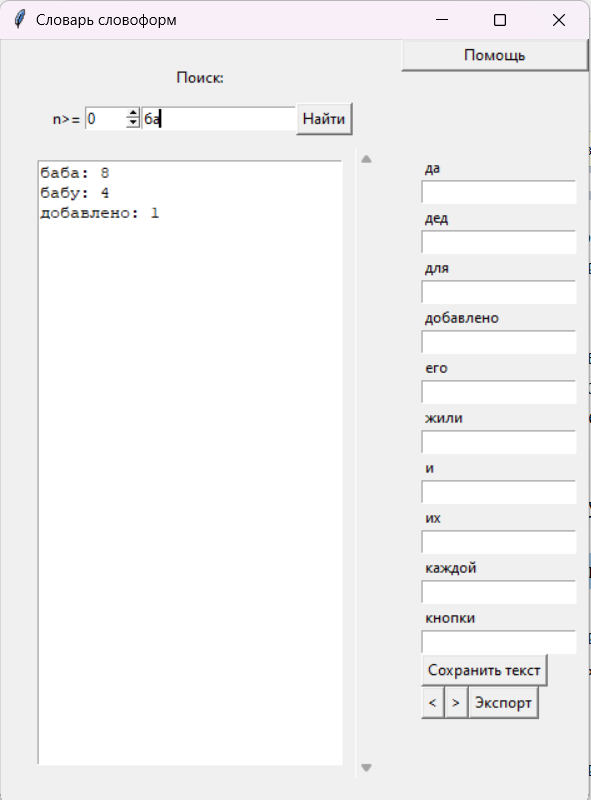 Словарь словоформ
Помощь
Поиск:
n>= 0 ба Найти
баба: 8
бабу: 4
добавлено: 1
да
дед
для
добавлено
его
жили
и
их
каждой
кнопки
Сохранить текст
< > Экспорт